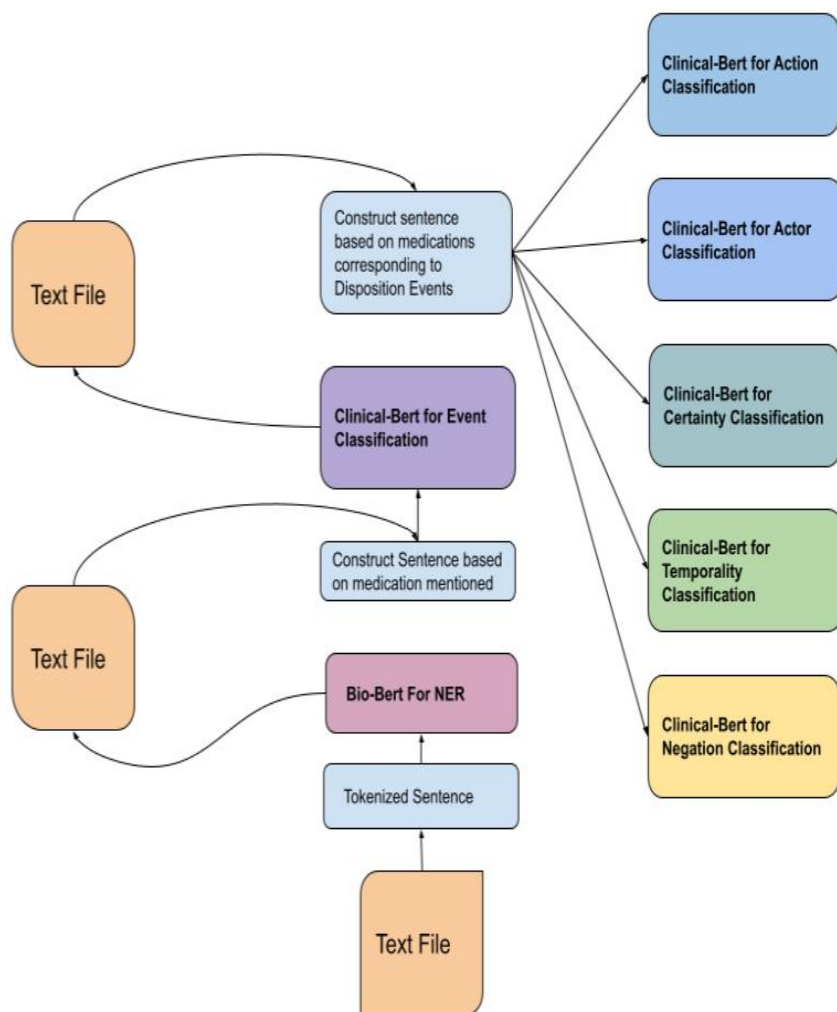 Clinical-Bert for Action
Classification
Construct sentence
based on medications
corresponding to
Disposition Events
Clinical-Bert for Actor
Classification
Text File
Clinical-Bert for
Certainty Classification
Clinical-Bert for Event
Classification
Construct Sentence based
on medication mentioned
Clinical-Bert for
Temporality
Classification
Text File
Bio-Bert For NER
Clinical-Bert for
Negation Classification
Tokenized Sentence
Text File